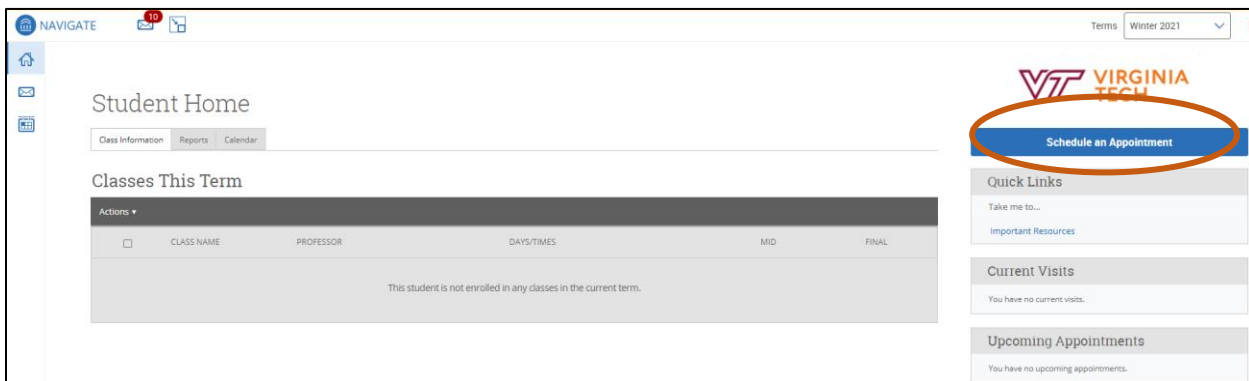 NAVIGATE
10
Terms Winter 2021
VIRGINIA
TECH
Student Home
Class Information Reports Calendar
Schedule an Appointment
Classes This Term
Actions
CLASS NAME PROFESSOR DAYS/TIMES MID FINAL
This student is not enrolled in any classes in the current term.
Quick Links
Take me to...
Important Resources
Current Visits
You have no current visits.
Upcoming Appointments
You have no upcoming appointments.